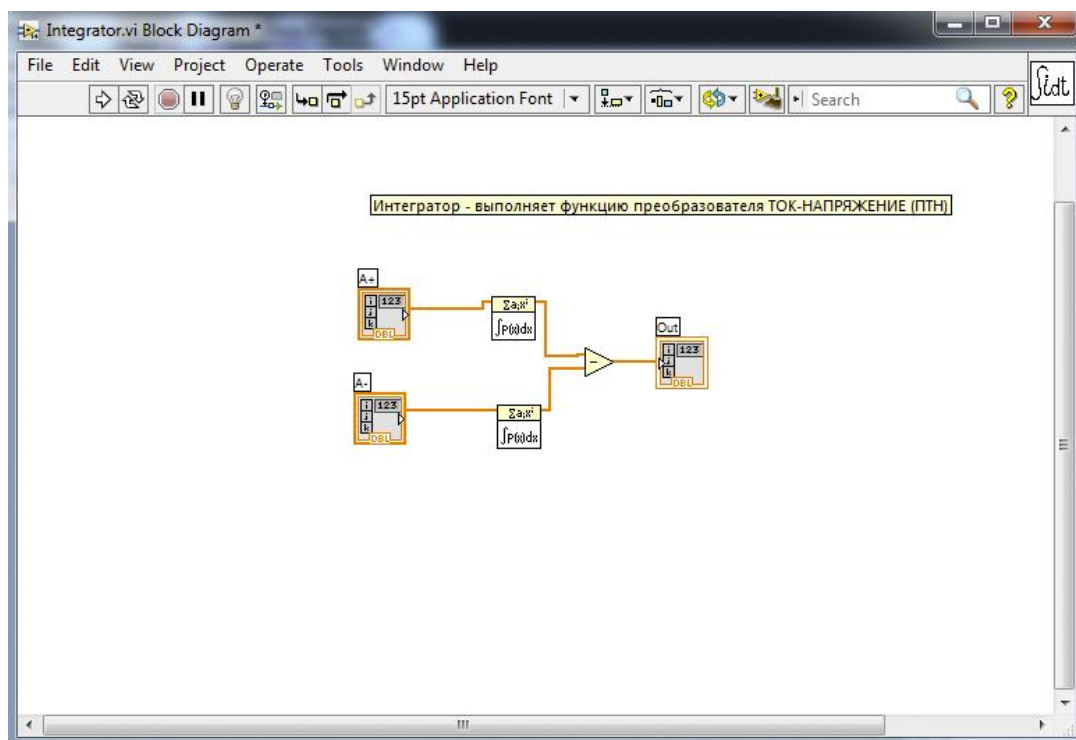 Integrator.vi Block Diagram *
File Edit View Project Operate Tools Window Help
15pt Application Font
Search
∫idt
Интегратор - выполняет функцию преобразователя ТОК-НАПРЯЖЕНИЕ (ПТН)
A+
i 123
j
k
DBL
Σaᵢxⁱ
∫P(x)dx
Out
i 123
j
k
DBL
A-
i 123
j
k
DBL
Σaᵢxⁱ
∫P(x)dx